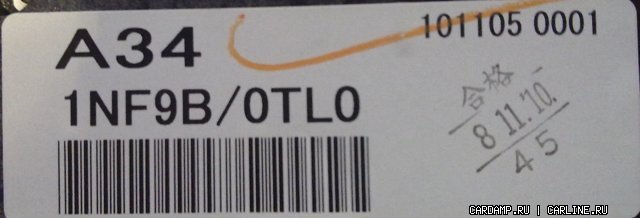 A34
101105 0001
1NF9B/0TL0
合格
8.11.'10.
45
CARDAMP.RU | CARLINE.RU